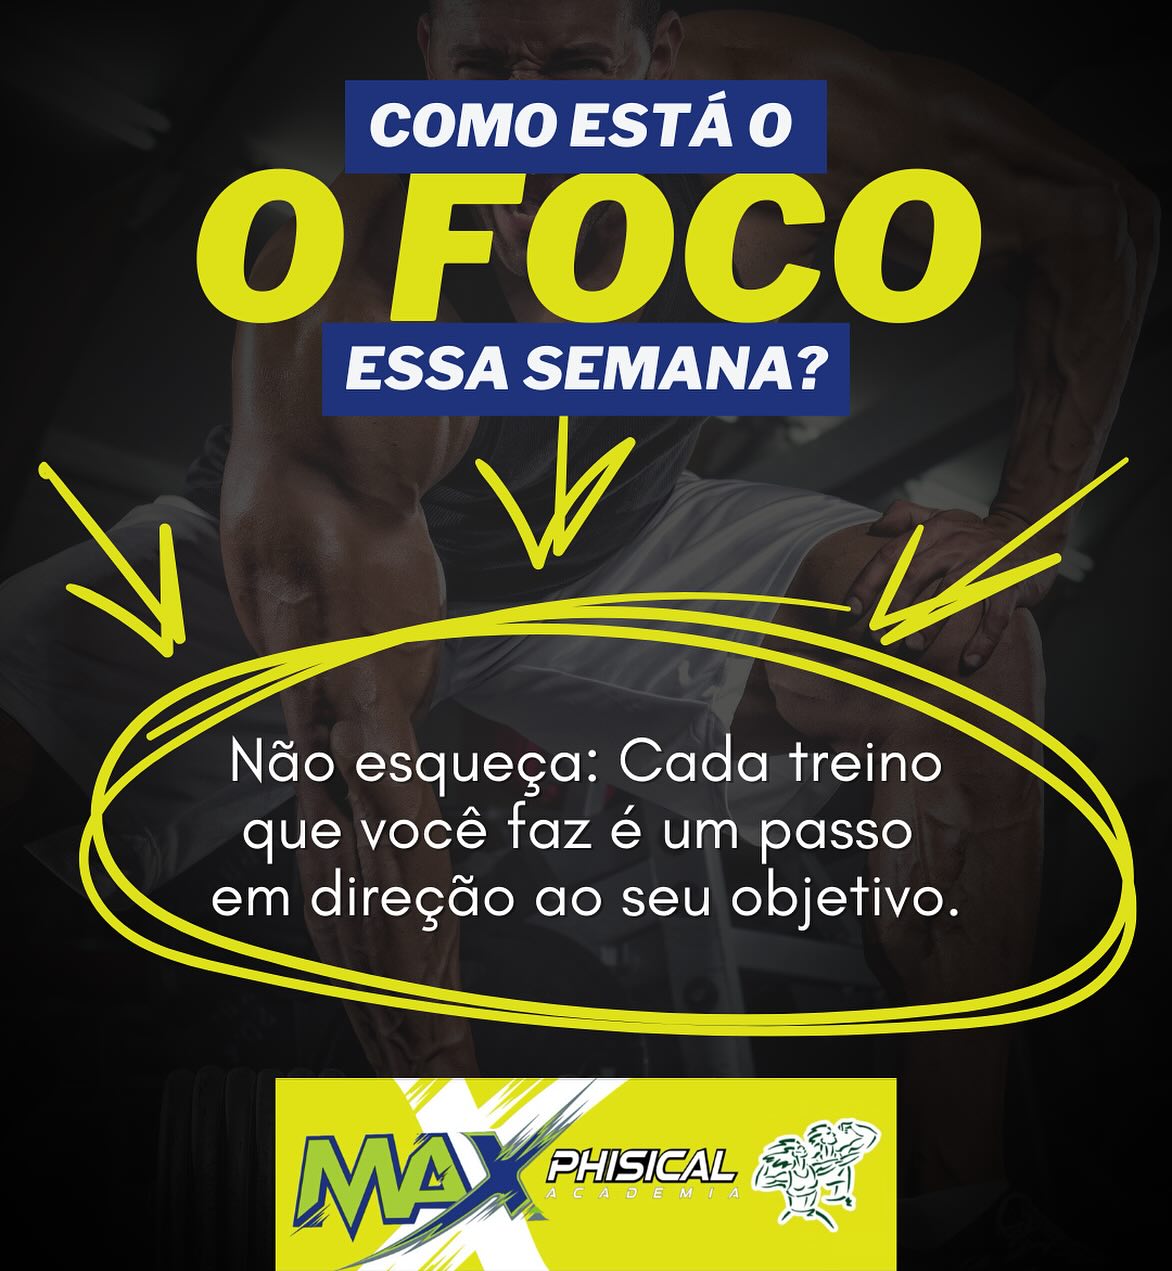 COMO ESTÁ O
O FOCO
ESSA SEMANA?
Não esqueça: Cada treino
que você faz é um passo
em direção ao seu objetivo.
MAX PHISICAL
ACADEMIA